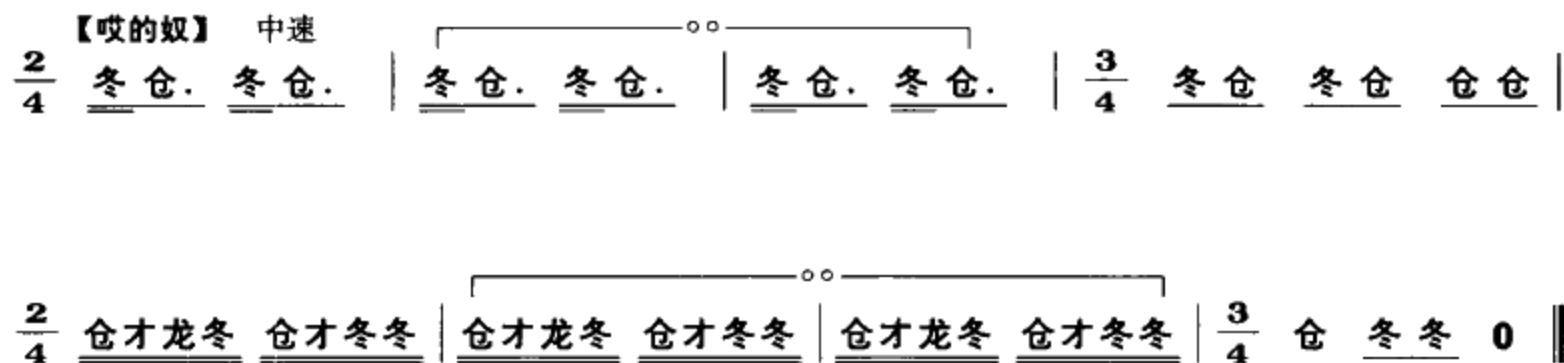 【哎的奴】 中速
2/4 冬仓. 冬仓. | 冬仓. 冬仓. | 冬仓. 冬仓. | 3/4 冬仓 冬仓 仓仓 |
2/4 仓才龙冬 仓才冬冬 | 仓才龙冬 仓才冬冬 | 仓才龙冬 仓才冬冬 | 3/4 仓 冬冬 0 ‖